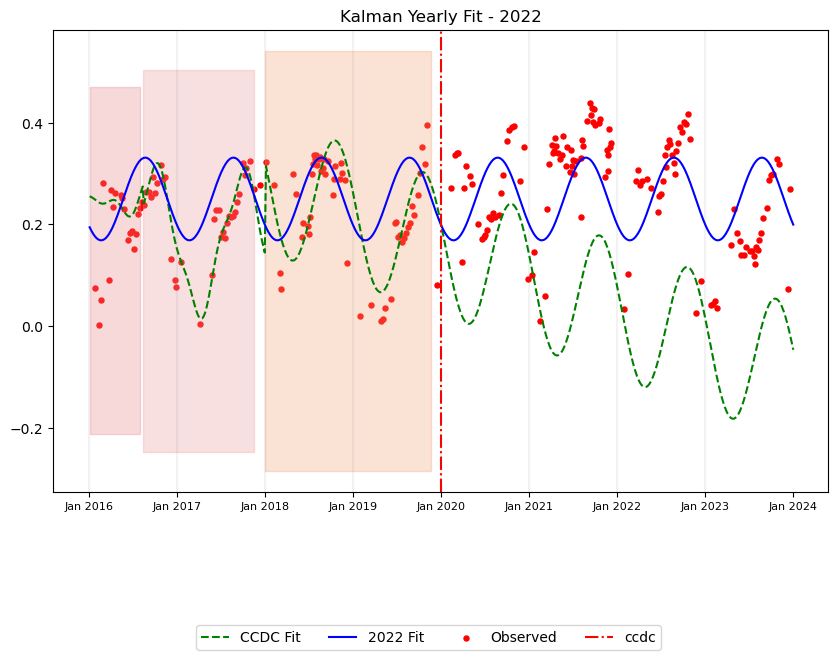 Kalman Yearly Fit - 2022
0.4
0.2
0.0
−0.2
Jan 2016 Jan 2017 Jan 2018 Jan 2019 Jan 2020 Jan 2021 Jan 2022 Jan 2023 Jan 2024
CCDC Fit 2022 Fit Observed ccdc